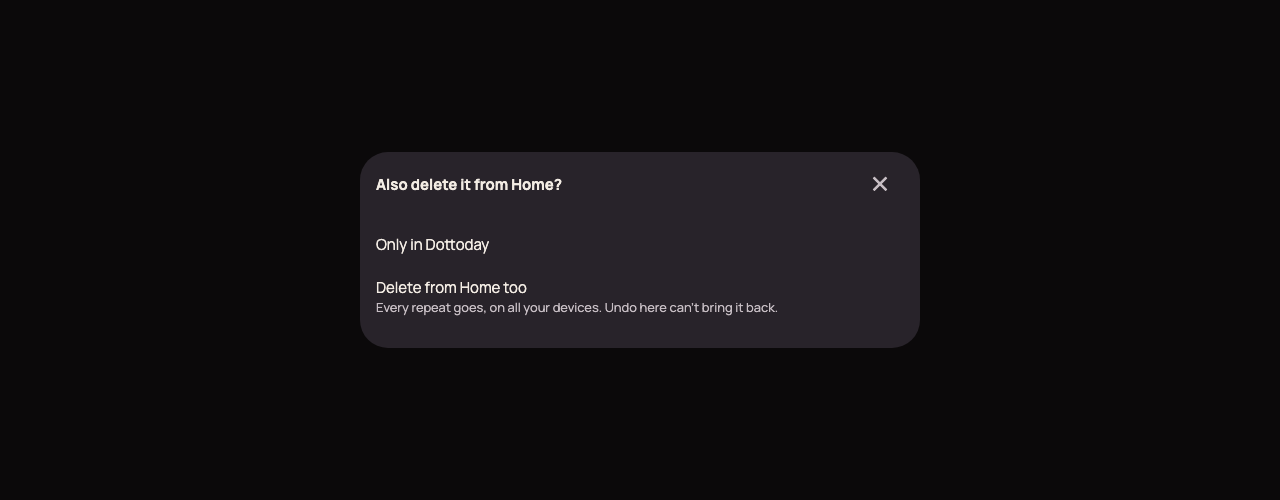 Also delete it from Home?
Only in Dottoday
Delete from Home too
Every repeat goes, on all your devices. Undo here can't bring it back.